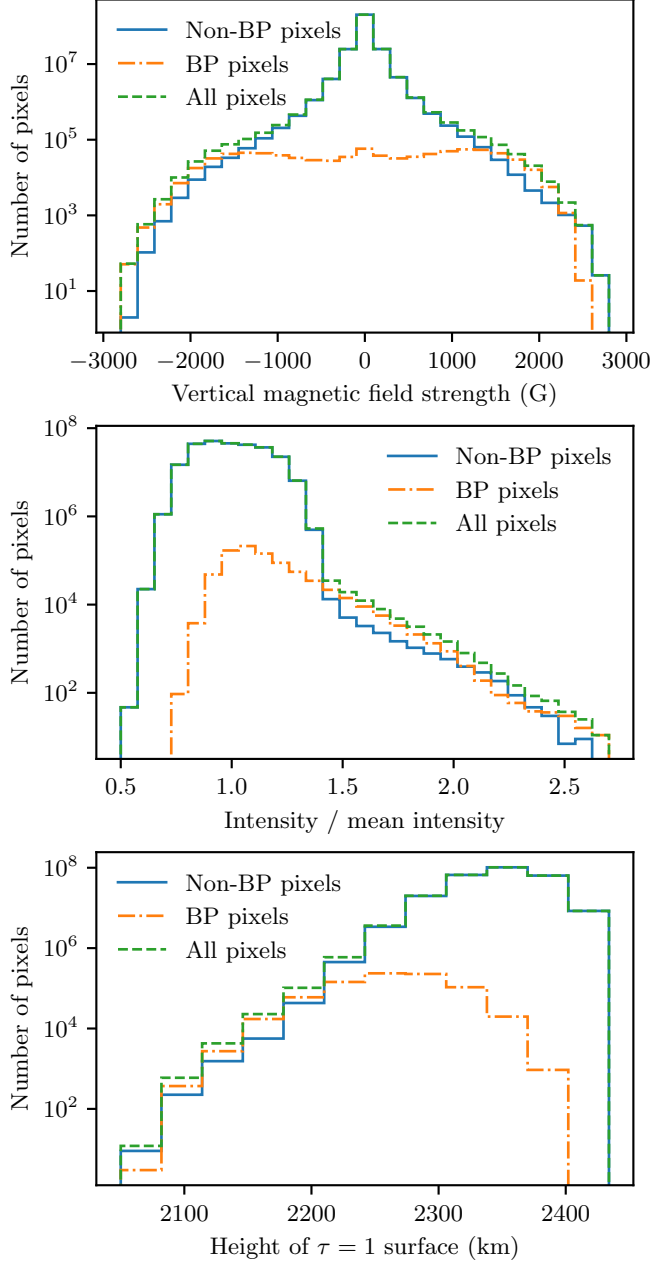 Number of pixels
10^7
10^5
10^3
10^1
Non-BP pixels
BP pixels
All pixels
−3000 −2000 −1000 0 1000 2000 3000
Vertical magnetic field strength (G)
Number of pixels
10^8
10^6
10^4
10^2
Non-BP pixels
BP pixels
All pixels
0.5 1.0 1.5 2.0 2.5
Intensity / mean intensity
Number of pixels
10^8
10^6
10^4
10^2
Non-BP pixels
BP pixels
All pixels
2100 2200 2300 2400
Height of τ = 1 surface (km)